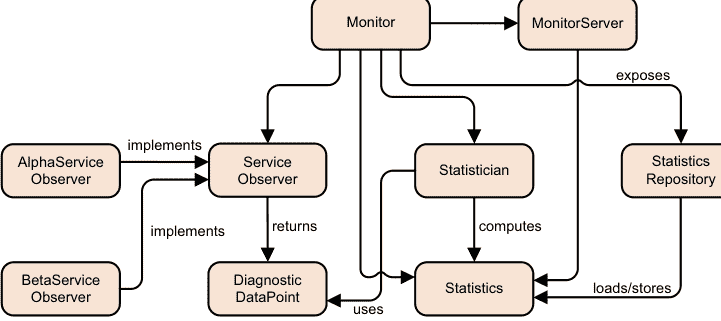 Monitor
MonitorServer
exposes
implements
AlphaService
Observer
Service
Observer
Statistician
Statistics
Repository
implements
returns
computes
BetaService
Observer
Diagnostic
DataPoint
Statistics
loads/stores
uses